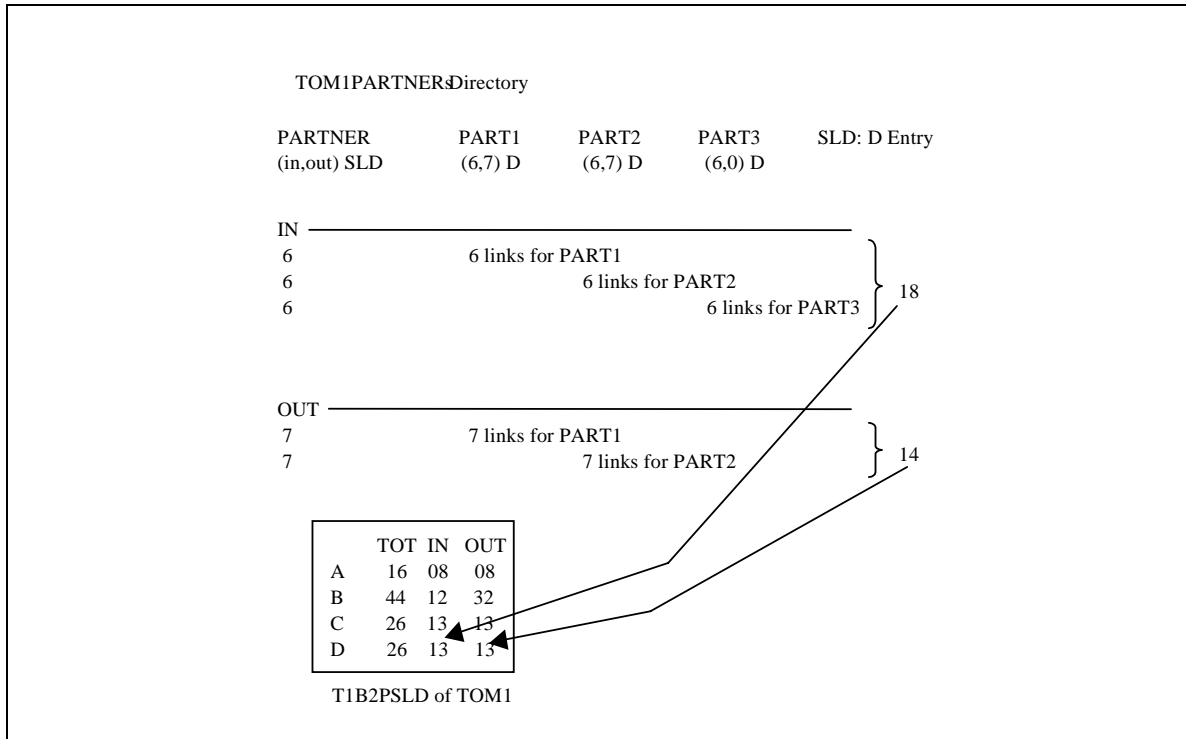 TOM1PARTNERsDirectory
PARTNER PART1 PART2 PART3 SLD: D Entry
(in,out) SLD (6,7) D (6,7) D (6,0) D
IN
6 6 links for PART1
6 6 links for PART2
6 6 links for PART3
18
OUT
7 7 links for PART1
7 7 links for PART2
14
TOT IN OUT
A 16 08 08
B 44 12 32
C 26 13 13
D 26 13 13
T1B2PSLD of TOM1